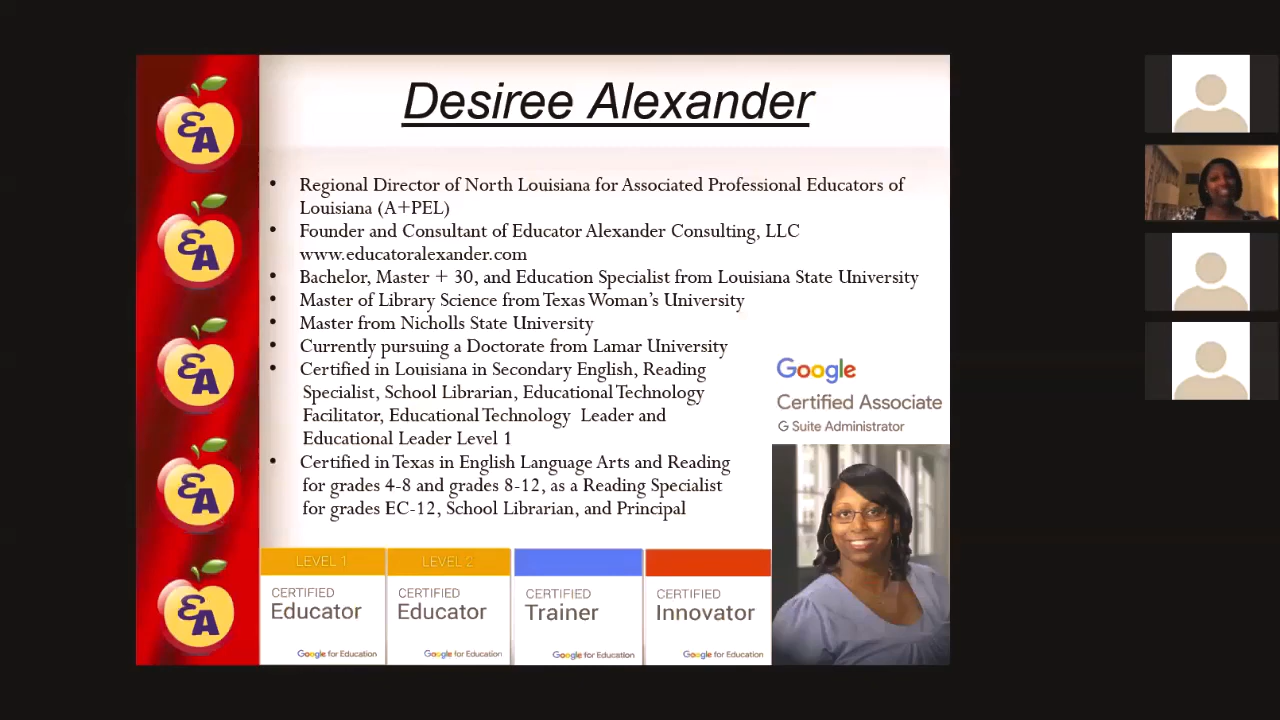 Desiree Alexander
• Regional Director of North Louisiana for Associated Professional Educators of
Louisiana (A+PEL)
• Founder and Consultant of Educator Alexander Consulting, LLC
www.educatoralexander.com
• Bachelor, Master + 30, and Education Specialist from Louisiana State University
• Master of Library Science from Texas Woman's University
• Master from Nicholls State University
• Currently pursuing a Doctorate from Lamar University
• Certified in Louisiana in Secondary English, Reading
Specialist, School Librarian, Educational Technology
Facilitator, Educational Technology Leader and
Educational Leader Level 1
• Certified in Texas in English Language Arts and Reading
for grades 4-8 and grades 8-12, as a Reading Specialist
for grades EC-12, School Librarian, and Principal
Google
Certified Associate
G Suite Administrator
LEVEL 1
CERTIFIED
Educator
Google for Education
LEVEL 2
CERTIFIED
Educator
Google for Education
CERTIFIED
Trainer
Google for Education
CERTIFIED
Innovator
Google for Education
EA
EA
EA
EA
EA